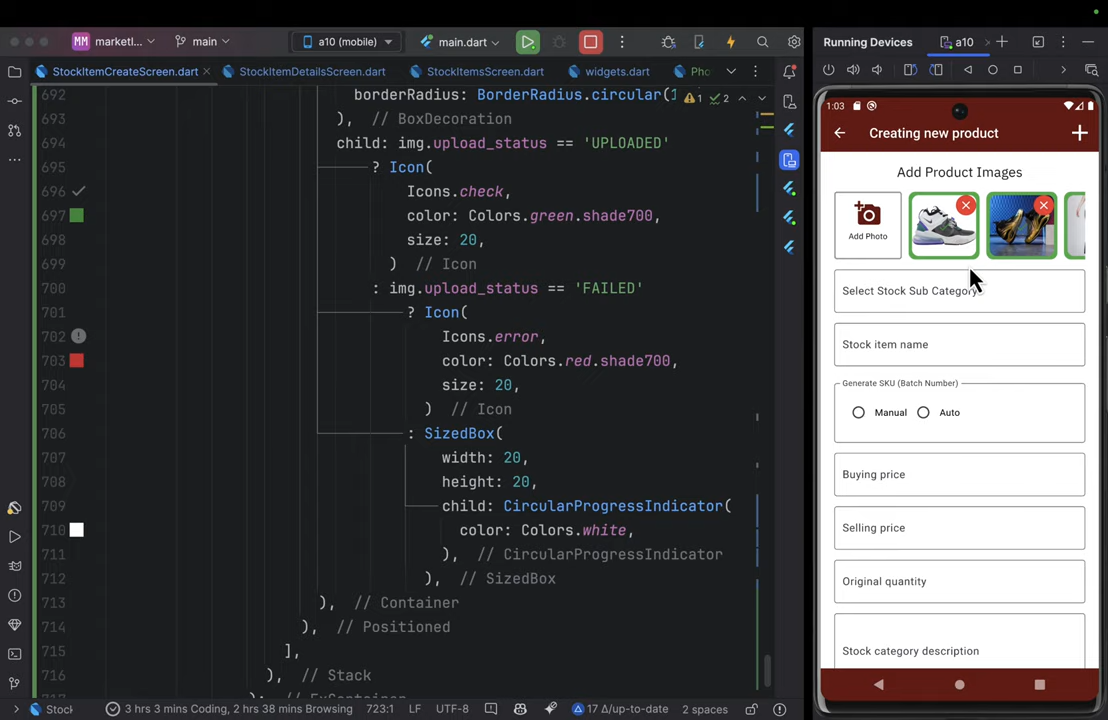 MM marketl...
main
a10 (mobile)
main.dart
Running Devices
a10
StockItemCreateScreen.dart
StockItemDetailsScreen.dart
StockItemsScreen.dart
widgets.dart
Pho
692 borderRadius: BorderRadius.circular(1
1 2
693 ), // BoxDecoration
694 child: img.upload_status == 'UPLOADED'
695 ? Icon(
696 Icons.check,
697 color: Colors.green.shade700,
698 size: 20,
699 ) // Icon
700 : img.upload_status == 'FAILED'
701 ? Icon(
702 Icons.error,
703 color: Colors.red.shade700,
704 size: 20,
705 ) // Icon
706 : SizedBox(
707 width: 20,
708 height: 20,
709 child: CircularProgressIndicator(
710 color: Colors.white,
711 ), // CircularProgressIndicator
712 ), // SizedBox
713 ), // Container
714 ), // Positioned
715 ],
716 ), // Stack
Stock
3 hrs 3 mins Coding, 2 hrs 38 mins Browsing
723:1
LF
UTF-8
17 Δ/up-to-date
2 spaces
1:03
Creating new product
Add Product Images
Add Photo
Select Stock Sub Category
Stock item name
Generate SKU (Batch Number)
Manual
Auto
Buying price
Selling price
Original quantity
Stock category description